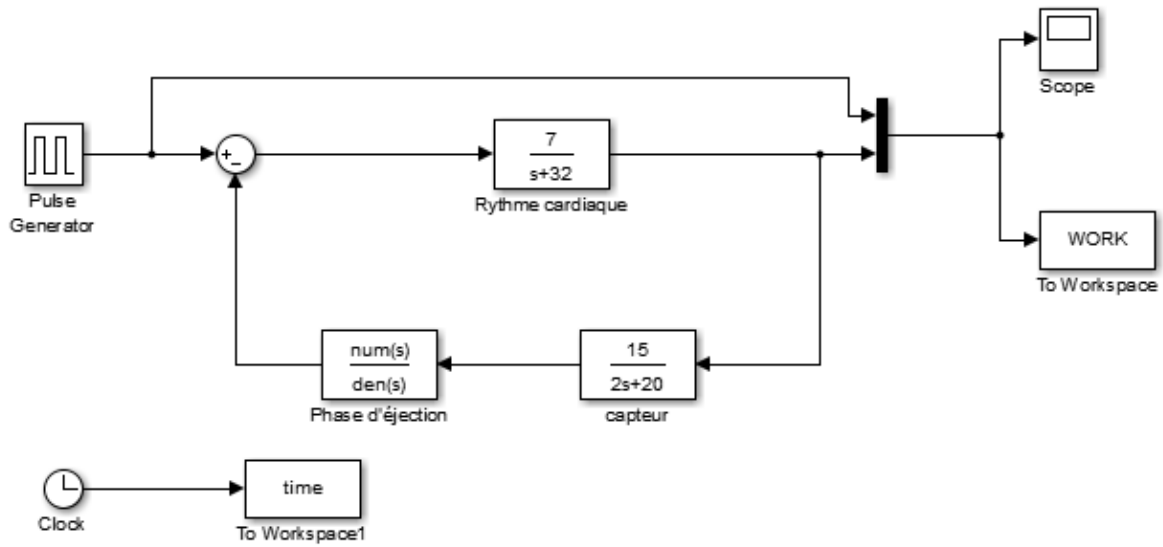 Scope
Pulse
Generator
+
-
7
s+32
Rythme cardiaque
WORK
To Workspace
num(s)
den(s)
Phase d'éjection
15
2s+20
capteur
Clock
time
To Workspace1